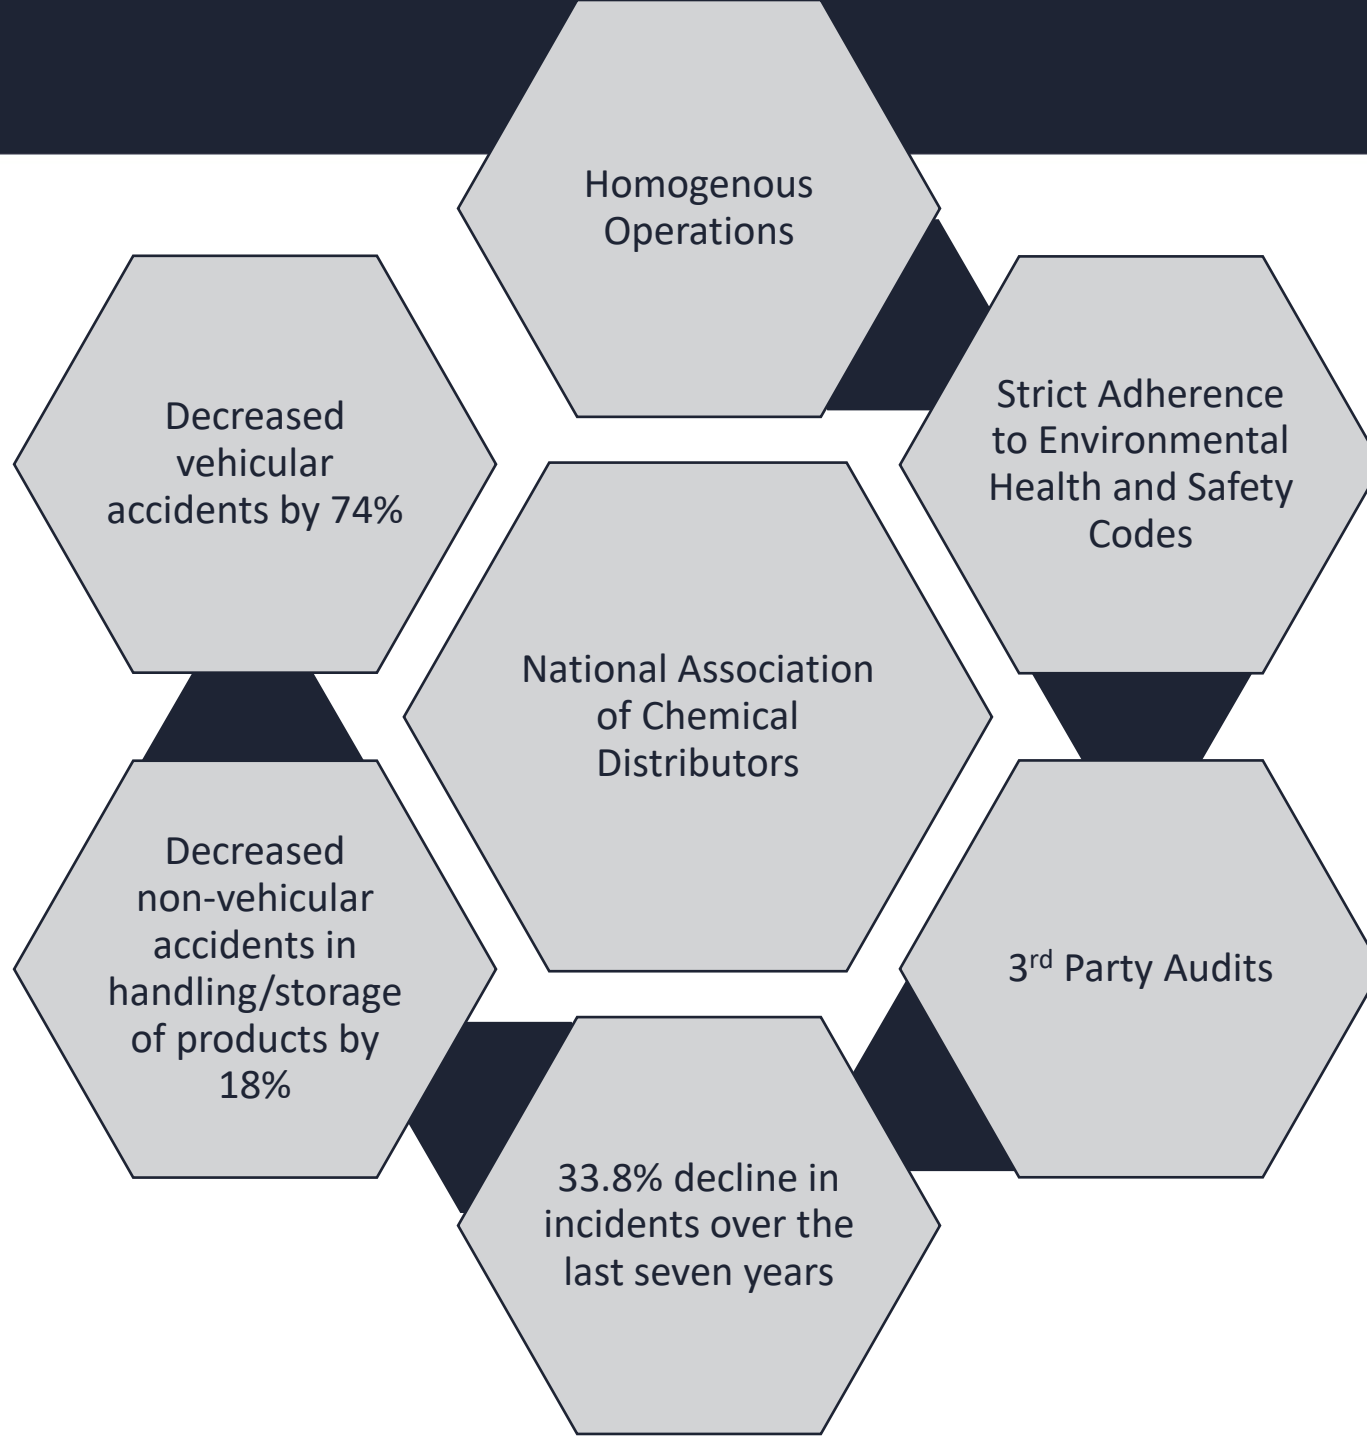 Homogenous
Operations
Strict Adherence
to Environmental
Health and Safety
Codes
3rd Party Audits
33.8% decline in
incidents over the
last seven years
Decreased
non-vehicular
accidents in
handling/storage
of products by
18%
Decreased
vehicular
accidents by 74%
National Association
of Chemical
Distributors